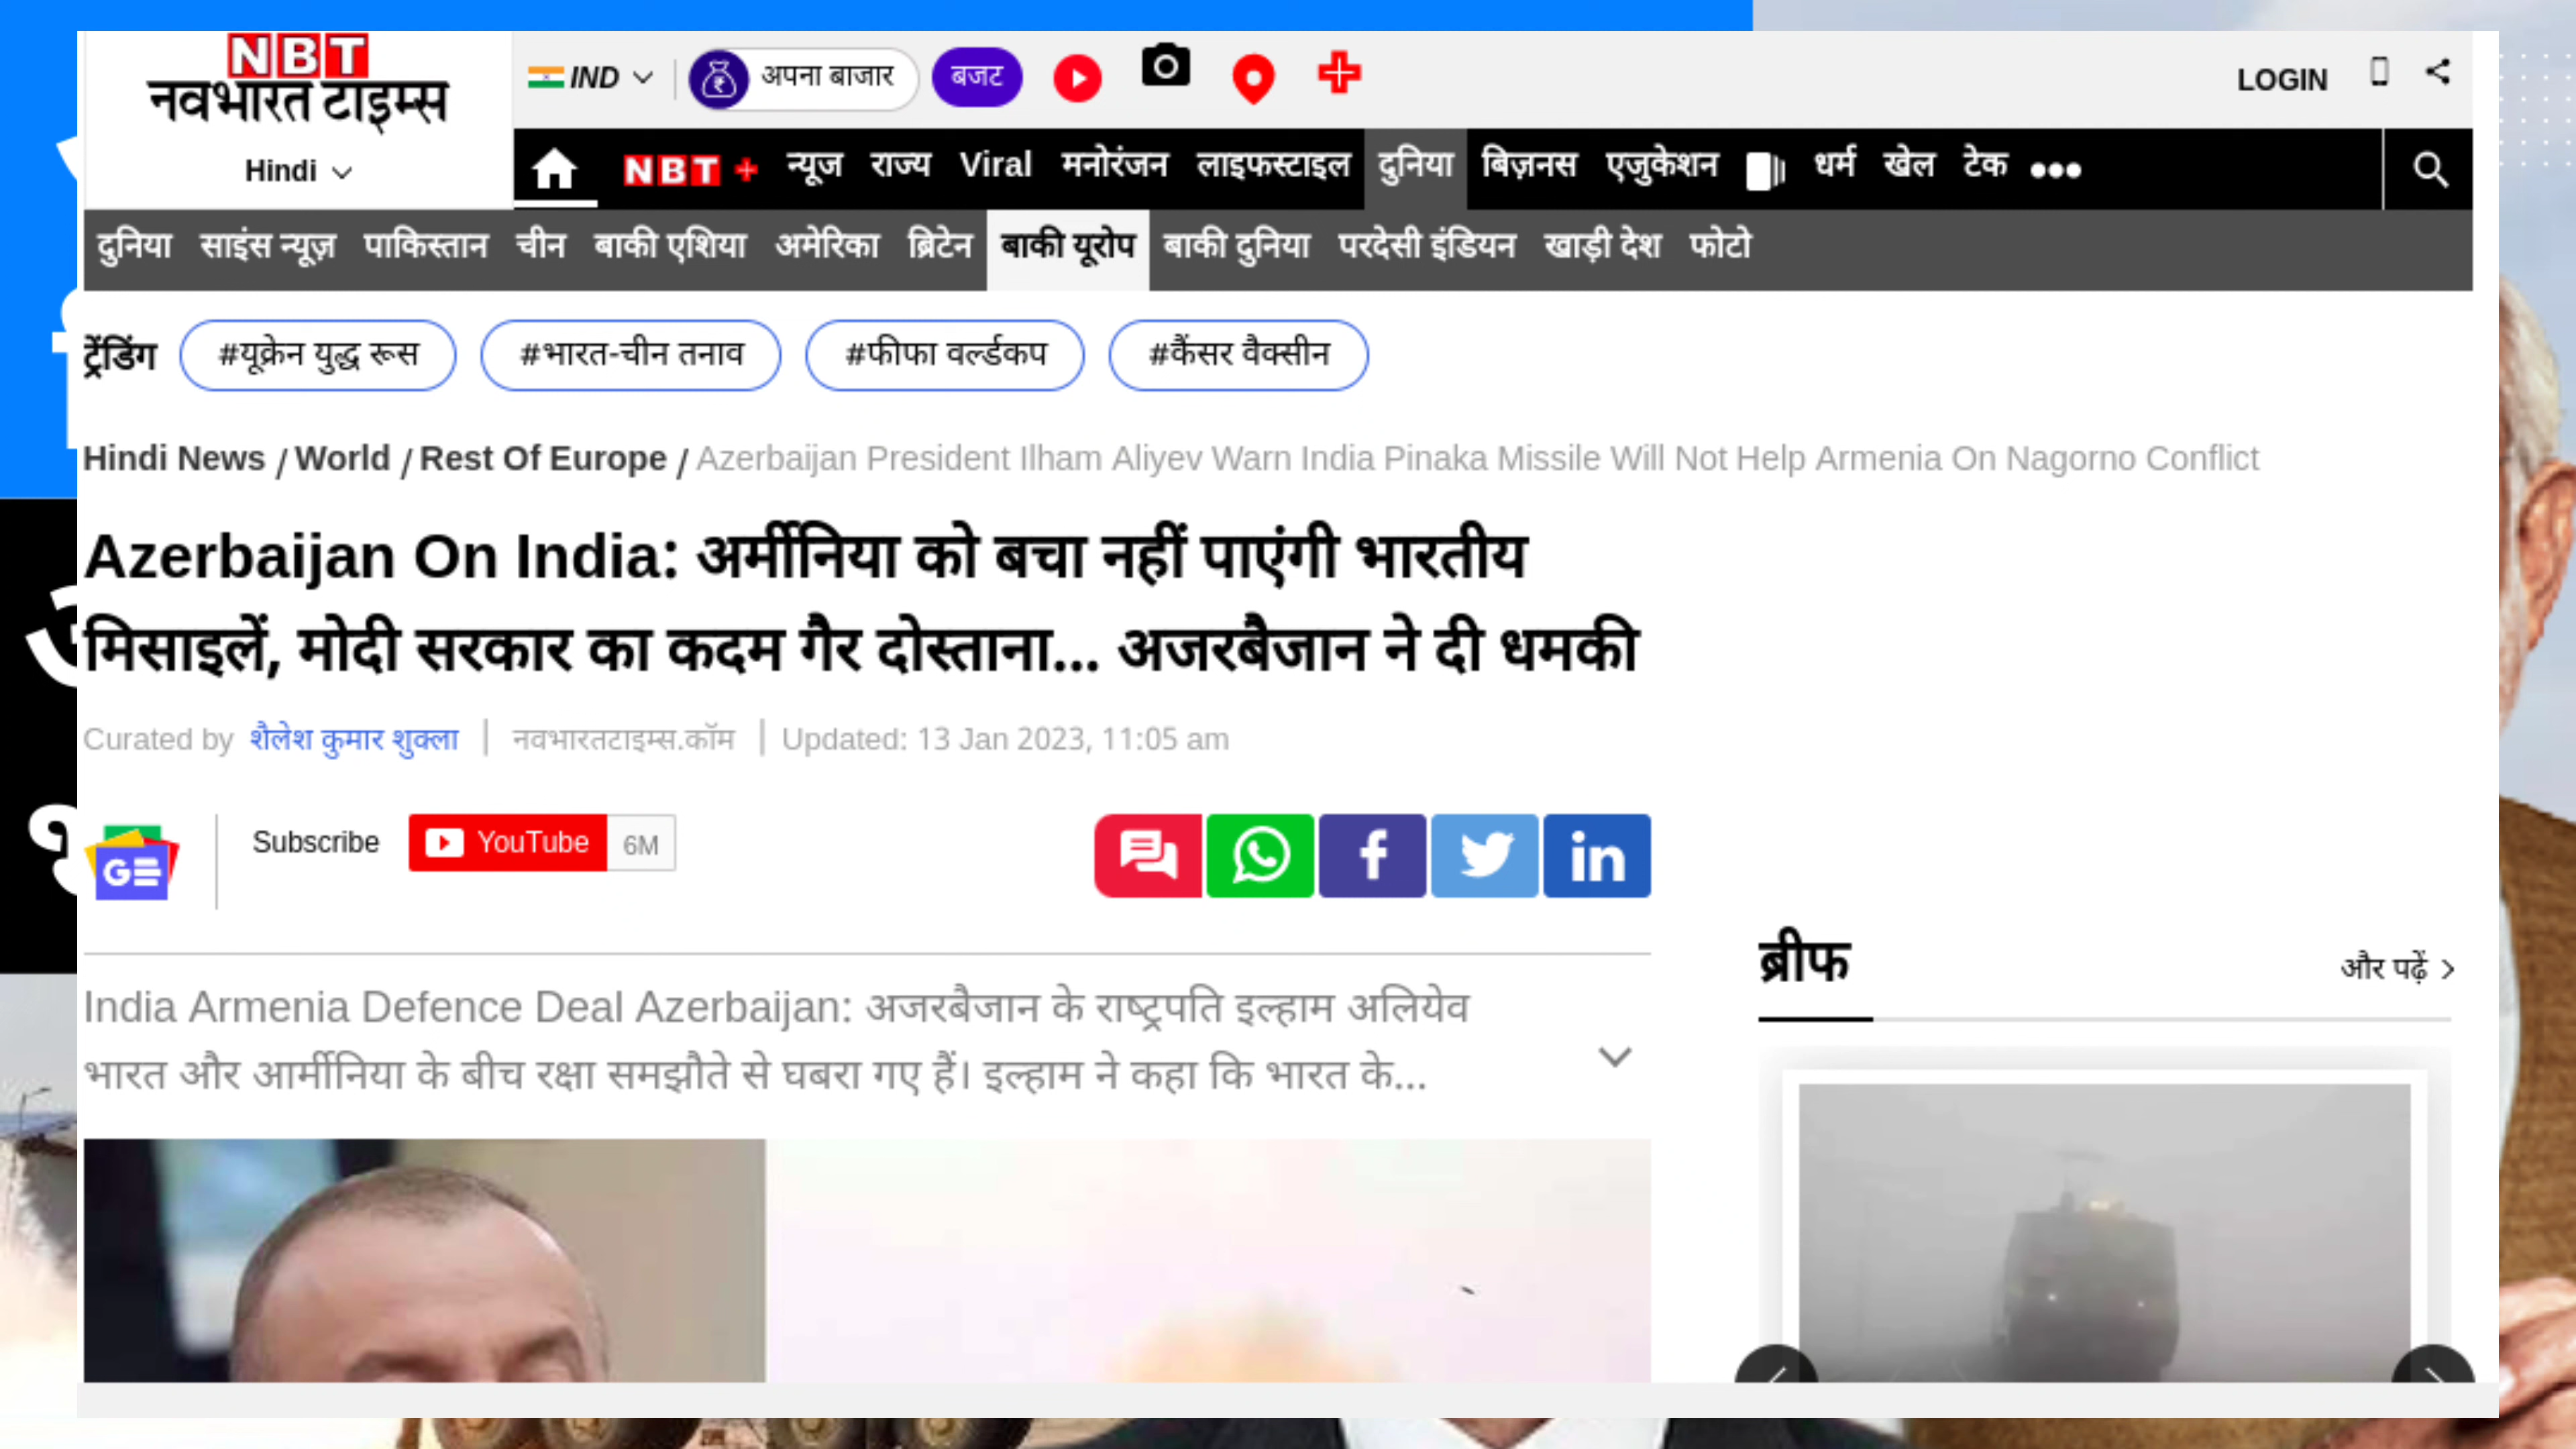 NBT
नवभारत टाइम्स
Hindi
IND
अपना बाजार
बजट
LOGIN
NBT + न्यूज राज्य Viral मनोरंजन लाइफस्टाइल दुनिया बिज़नस एजुकेशन धर्म खेल टेक
दुनिया साइंस न्यूज़ पाकिस्तान चीन बाकी एशिया अमेरिका ब्रिटेन बाकी यूरोप बाकी दुनिया परदेसी इंडियन खाड़ी देश फोटो
ट्रेंडिंग #यूक्रेन युद्ध रूस #भारत-चीन तनाव #फीफा वर्ल्डकप #कैंसर वैक्सीन
Hindi News / World / Rest Of Europe / Azerbaijan President Ilham Aliyev Warn India Pinaka Missile Will Not Help Armenia On Nagorno Conflict
Azerbaijan On India: अर्मीनिया को बचा नहीं पाएंगी भारतीय
मिसाइलें, मोदी सरकार का कदम गैर दोस्ताना... अजरबैजान ने दी धमकी
Curated by शैलेश कुमार शुक्ला | नवभारतटाइम्स.कॉम | Updated: 13 Jan 2023, 11:05 am
GE
Subscribe YouTube 6M
ब्रीफ
और पढ़ें
India Armenia Defence Deal Azerbaijan: अजरबैजान के राष्ट्रपति इल्हाम अलियेव
भारत और आर्मीनिया के बीच रक्षा समझौते से घबरा गए हैं। इल्हाम ने कहा कि भारत के...